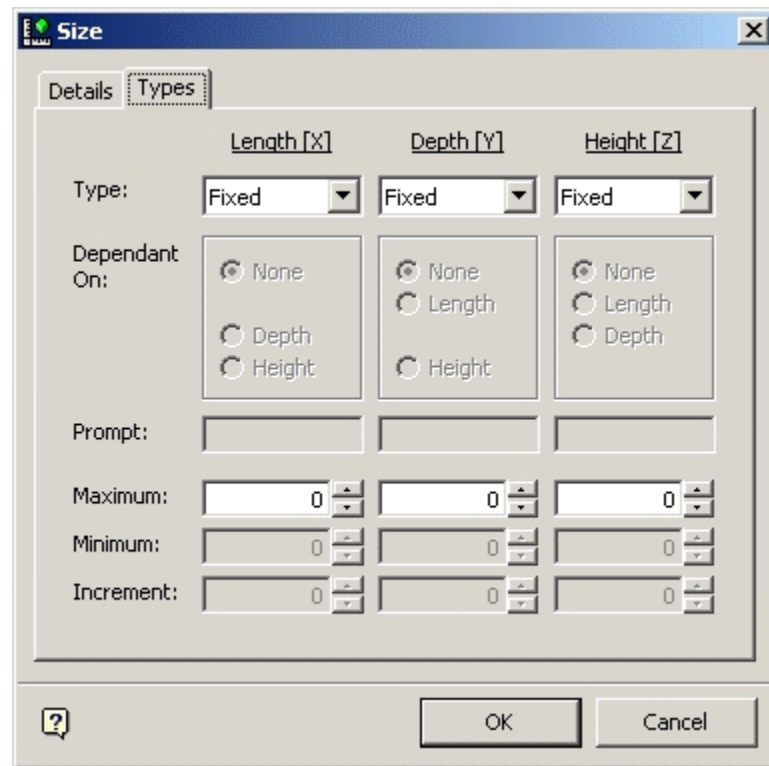 Size
Details Types
Length [X] Depth [Y] Height [Z]
Type: Fixed Fixed Fixed
Dependant On:
None None None
Length Length
Depth Depth
Height Height
Prompt:
Maximum: 0 0 0
Minimum: 0 0 0
Increment: 0 0 0
? OK Cancel